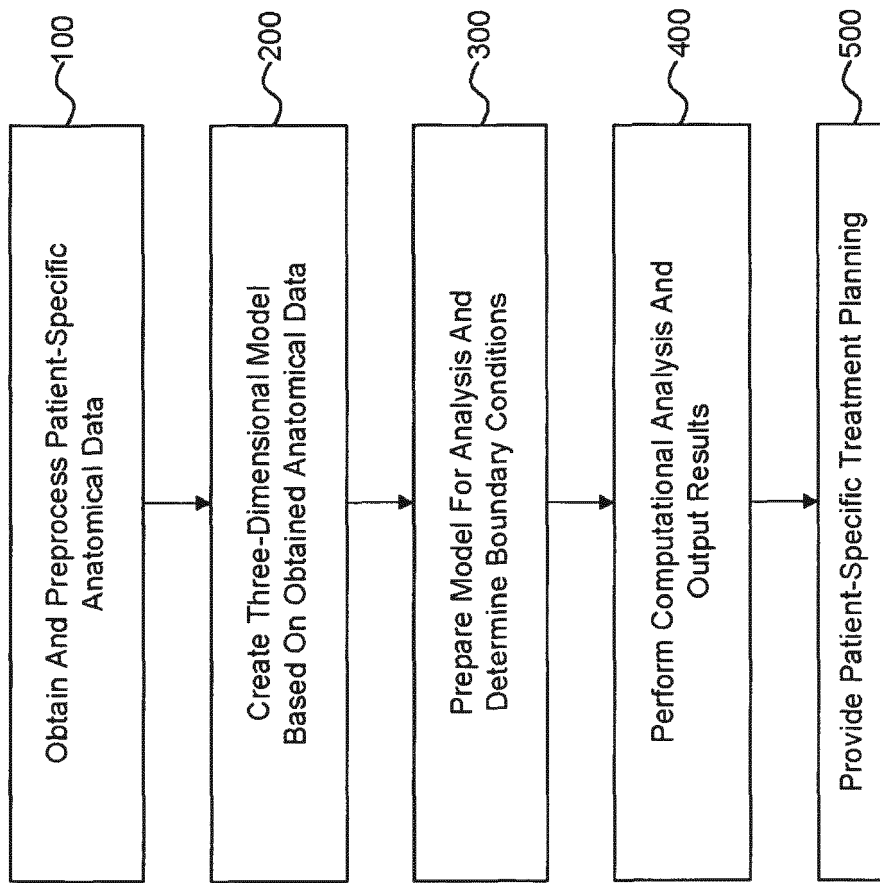 Obtain And Preprocess Patient-Specific
Anatomical Data
100
Create Three-Dimensional Model
Based On Obtained Anatomical Data
200
Prepare Model For Analysis And
Determine Boundary Conditions
300
Perform Computational Analysis And
Output Results
400
Provide Patient-Specific Treatment Planning
500